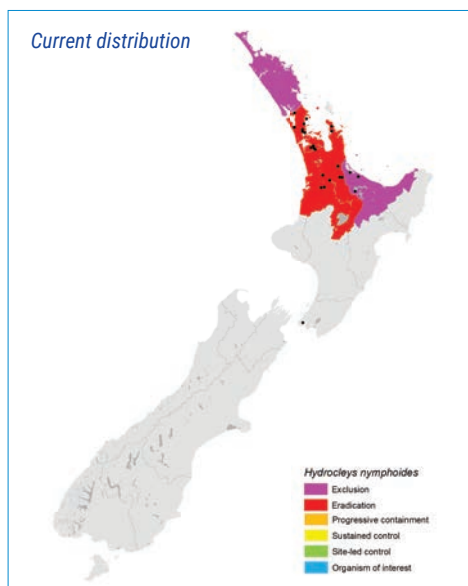 Current distribution
Hydrocleys nymphoides
Exclusion
Eradication
Progressive containment
Sustained control
Site-led control
Organism of interest